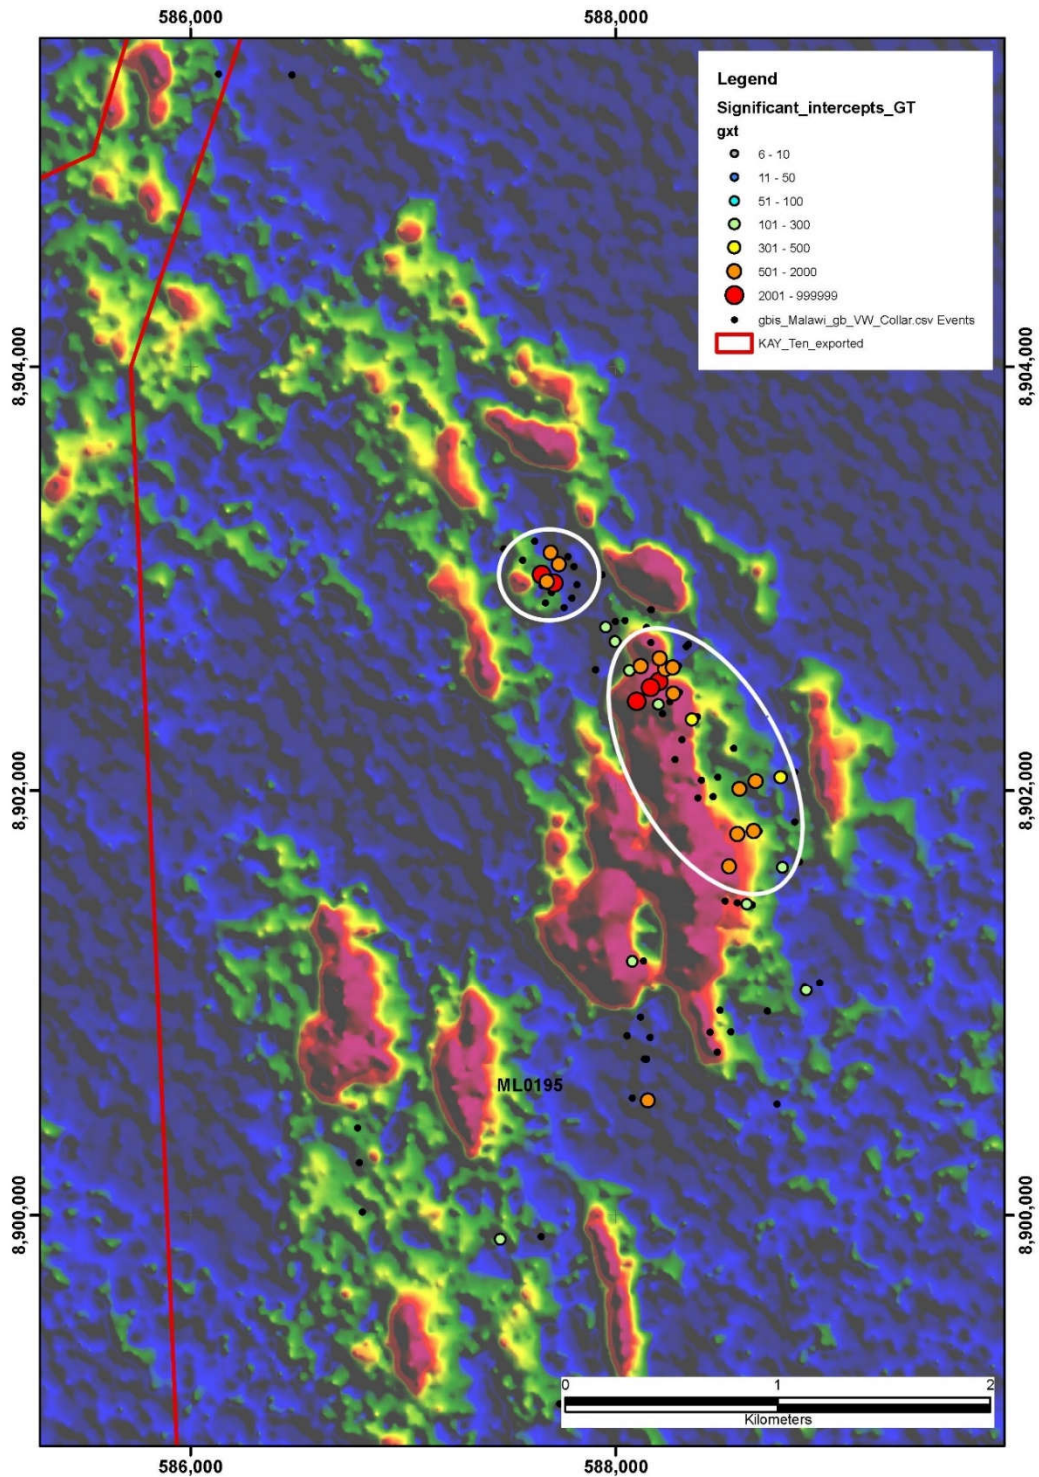 586,000
588,000
Legend
Significant_intercepts_GT
gxt
6 - 10
11 - 50
51 - 100
101 - 300
301 - 500
501 - 2000
2001 - 999999
gbis_Malawi_gb_VW_Collar.csv Events
KAY_Ten_exported
8,904,000
8,904,000
8,902,000
8,902,000
ML0195
8,900,000
8,900,000
0
1
2
Kilometers
586,000
588,000